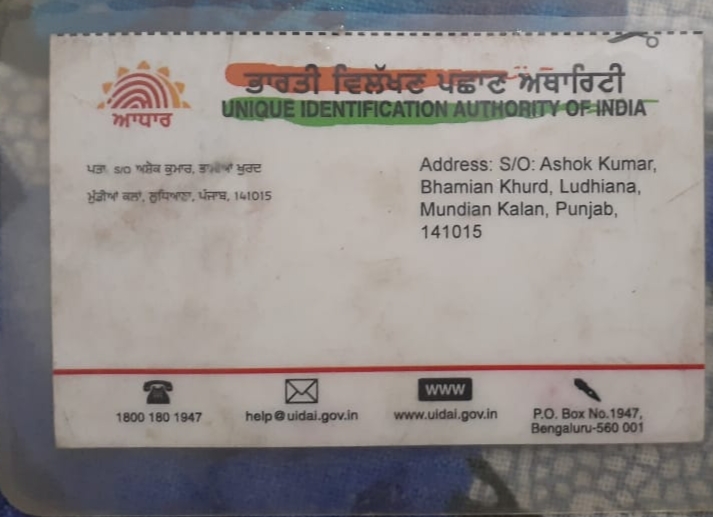 ਭਾਰਤੀ ਵਿਲੱਖਣ ਪਛਾਣ ਅਥਾਰਿਟੀ
UNIQUE IDENTIFICATION AUTHORITY OF INDIA
ਆਧਾਰ
ਪਤਾ: S/O ਅਸ਼ੋਕ ਕੁਮਾਰ, ਭਾਮੀਆਂ ਖੁਰਦ
ਮੁੰਡੀਆਂ ਕਲਾਂ, ਲੁਧਿਆਣਾ, ਪੰਜਾਬ, 141015
Address: S/O: Ashok Kumar,
Bhamian Khurd, Ludhiana,
Mundian Kalan, Punjab,
141015
1800 180 1947
help@uidai.gov.in
WWW
www.uidai.gov.in
P.O. Box No.1947,
Bengaluru-560 001